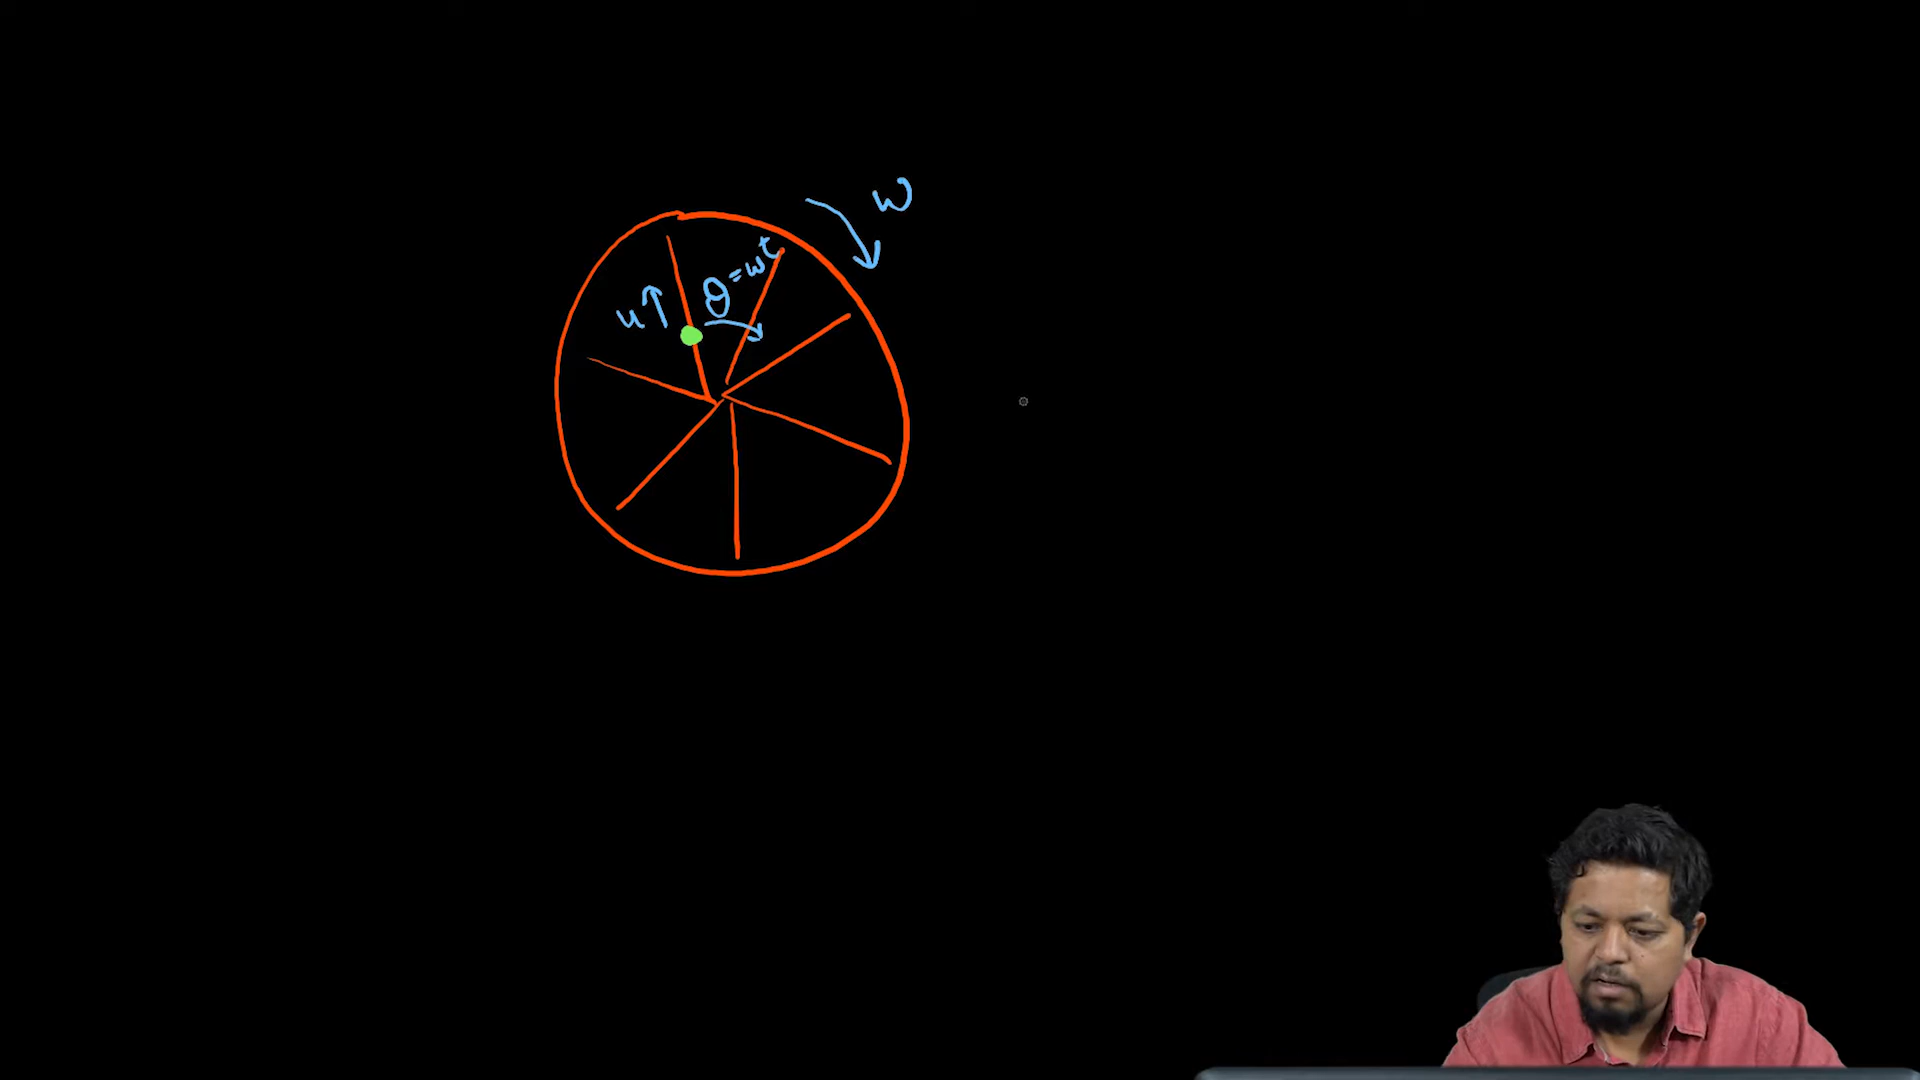 ω
θ = ωt
u